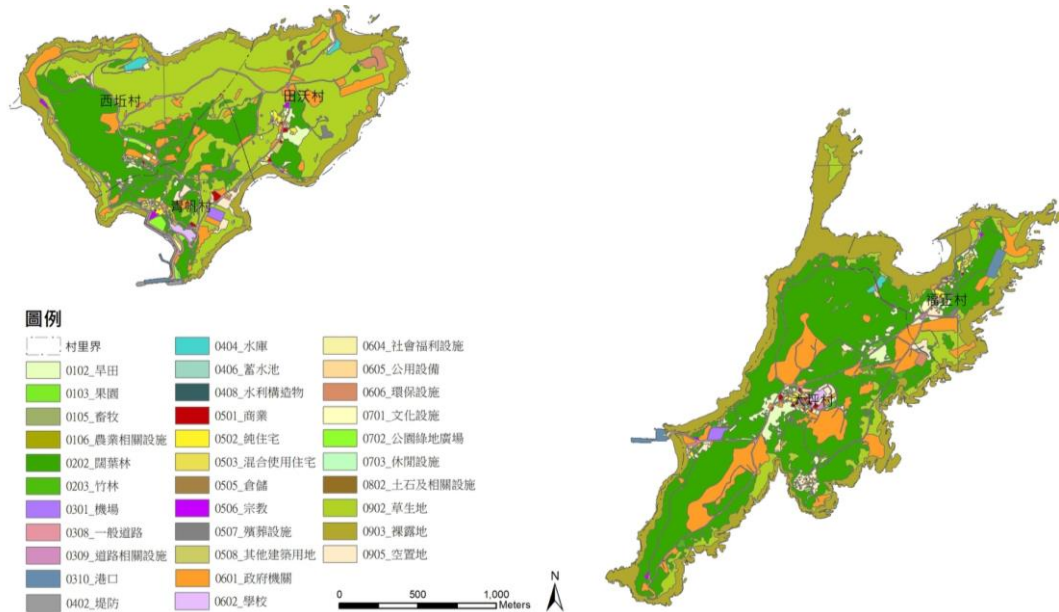 西坵村
田沃村
青帆村
福正村
大坪村
圖例
村里界
0102_旱田
0103_果園
0105_畜牧
0106_農業相關設施
0202_闊葉林
0203_竹林
0301_機場
0308_一般道路
0309_道路相關設施
0310_港口
0402_堤防
0404_水庫
0406_蓄水池
0408_水利構造物
0501_商業
0502_純住宅
0503_混合使用住宅
0505_倉儲
0506_宗教
0507_殯葬設施
0508_其他建築用地
0601_政府機關
0602_學校
0604_社會福利設施
0605_公用設備
0606_環保設施
0701_文化設施
0702_公園綠地廣場
0703_休閒設施
0802_土石及相關設施
0902_草生地
0903_裸露地
0905_空置地
0 500 1,000
Meters
N